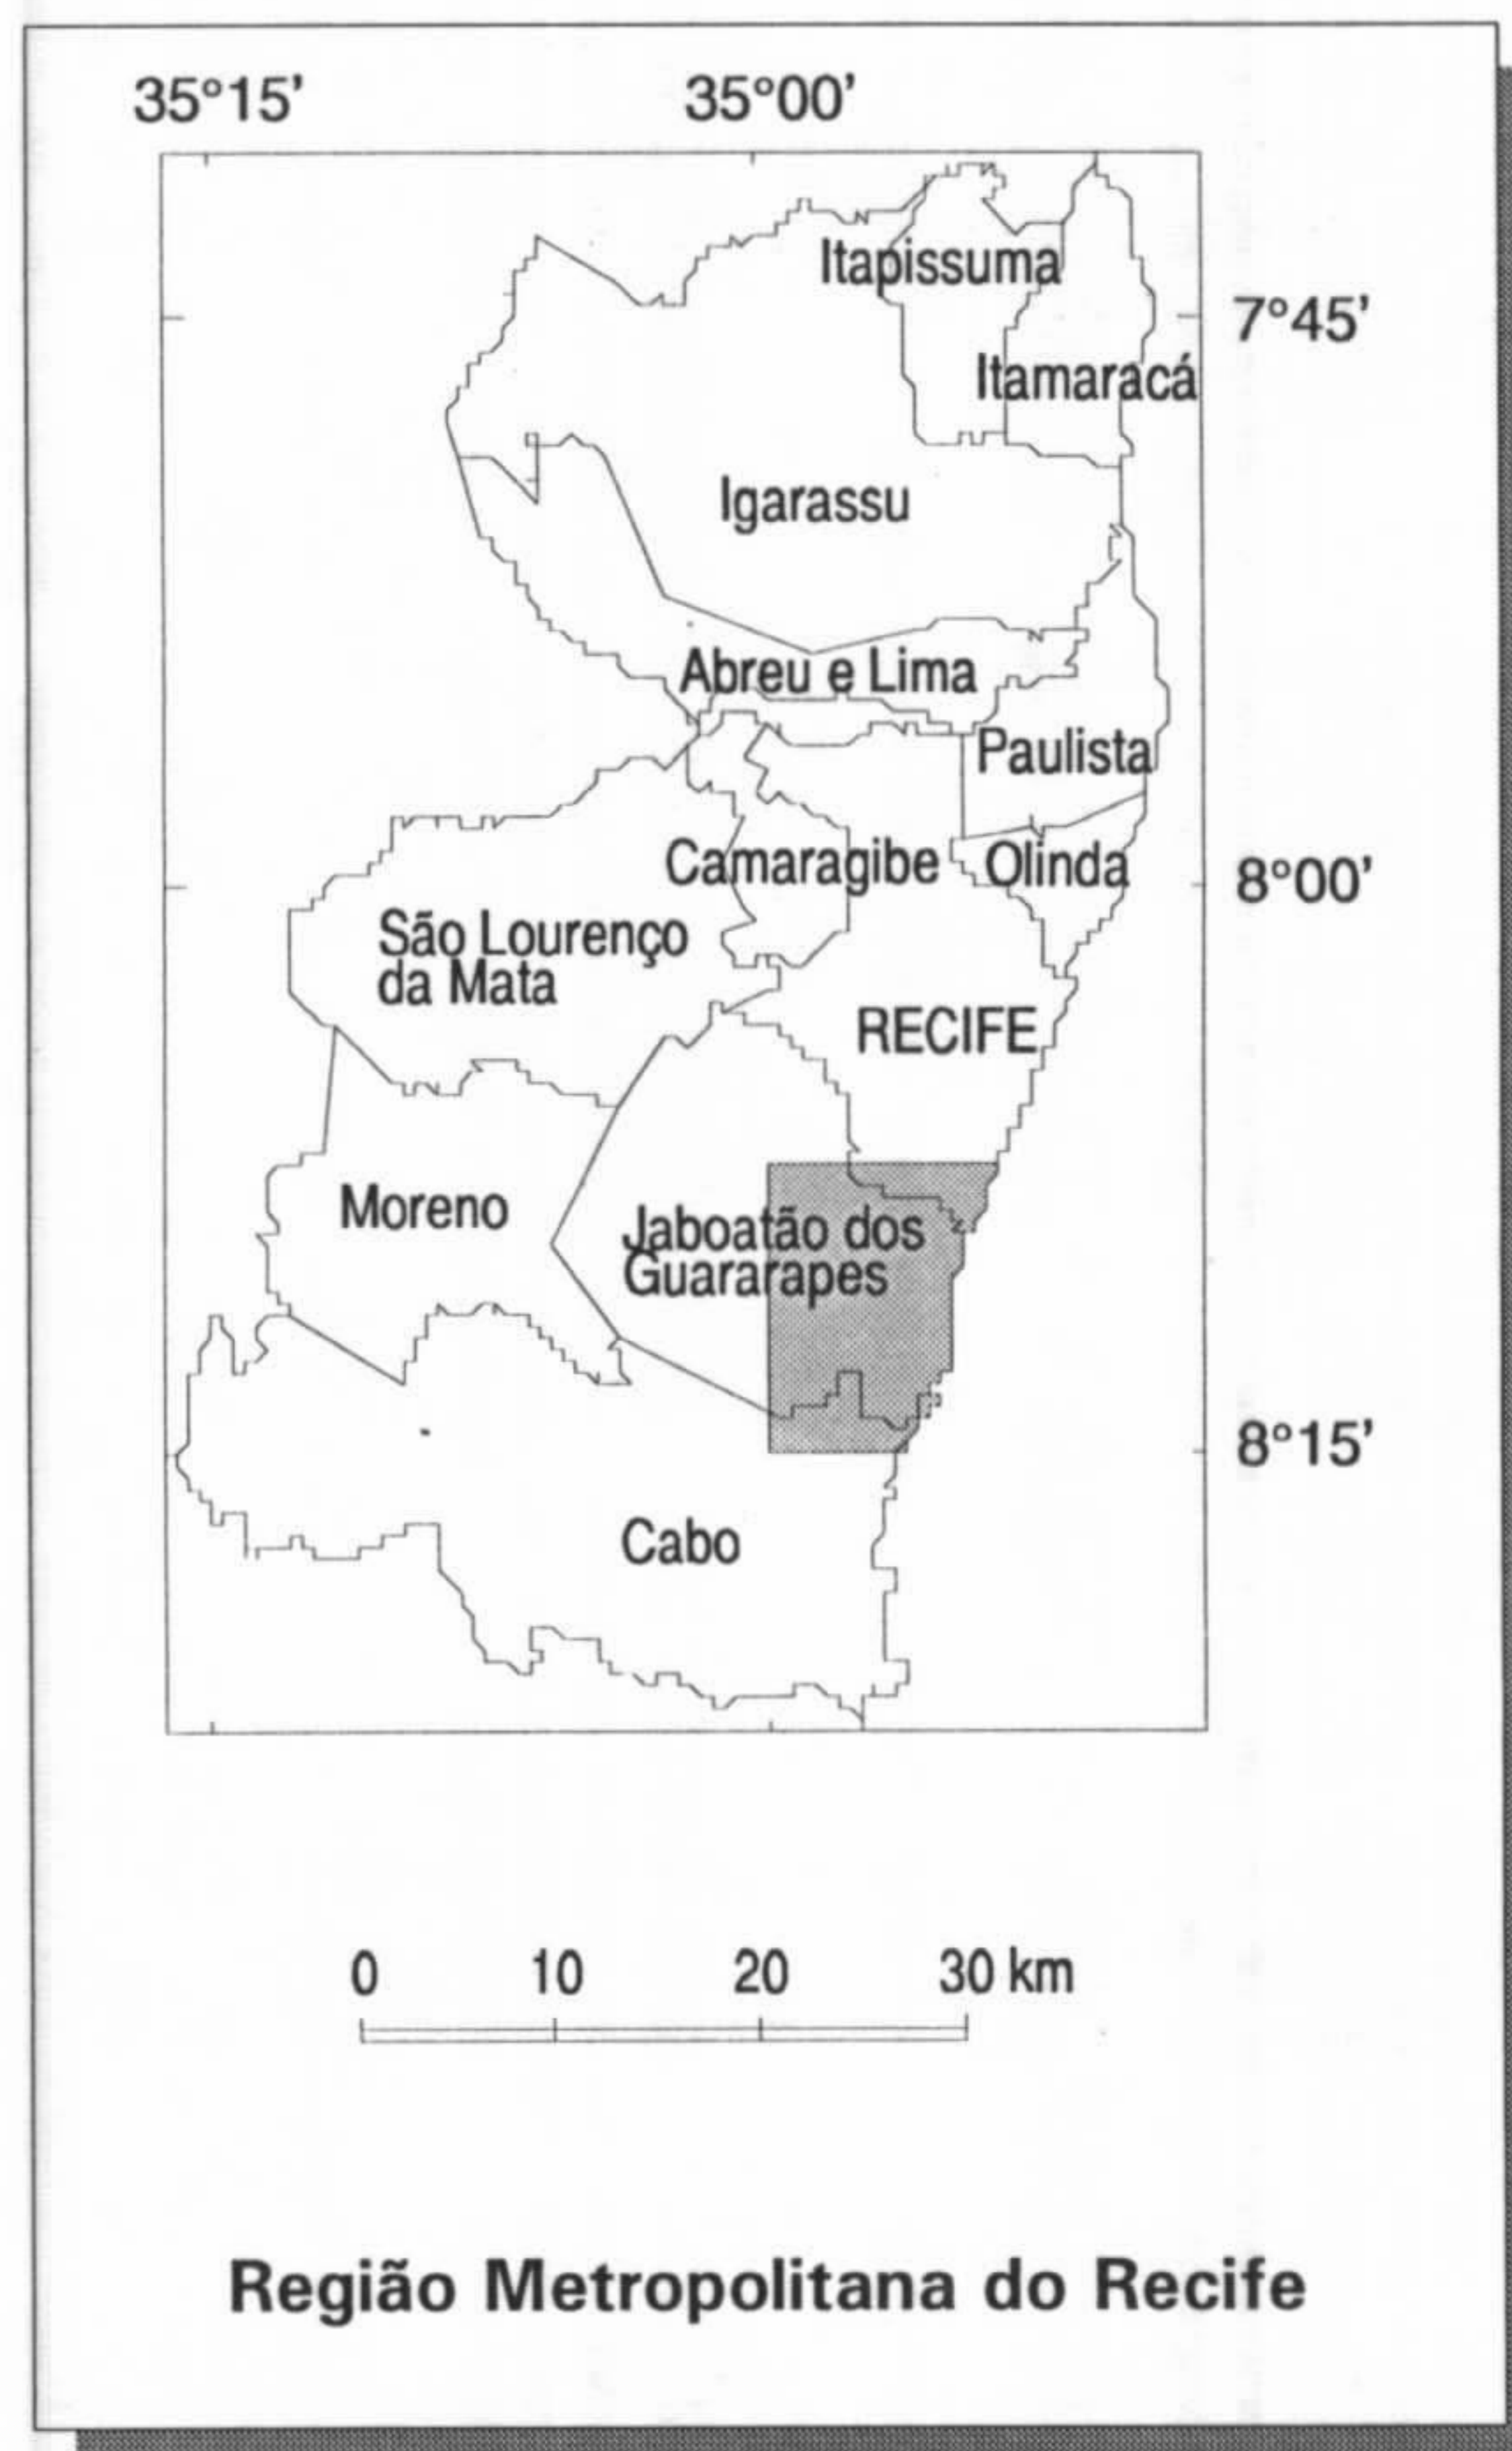 35°15' 35°00'
Itapissuma
7°45'
Itamaracá
Igarassu
Abreu e Lima
Paulista
Camaragibe Olinda
8°00'
São Lourenço
da Mata
RECIFE
Moreno
Jaboatão dos
Guararapes
8°15'
Cabo
0 10 20 30 km
Região Metropolitana do Recife